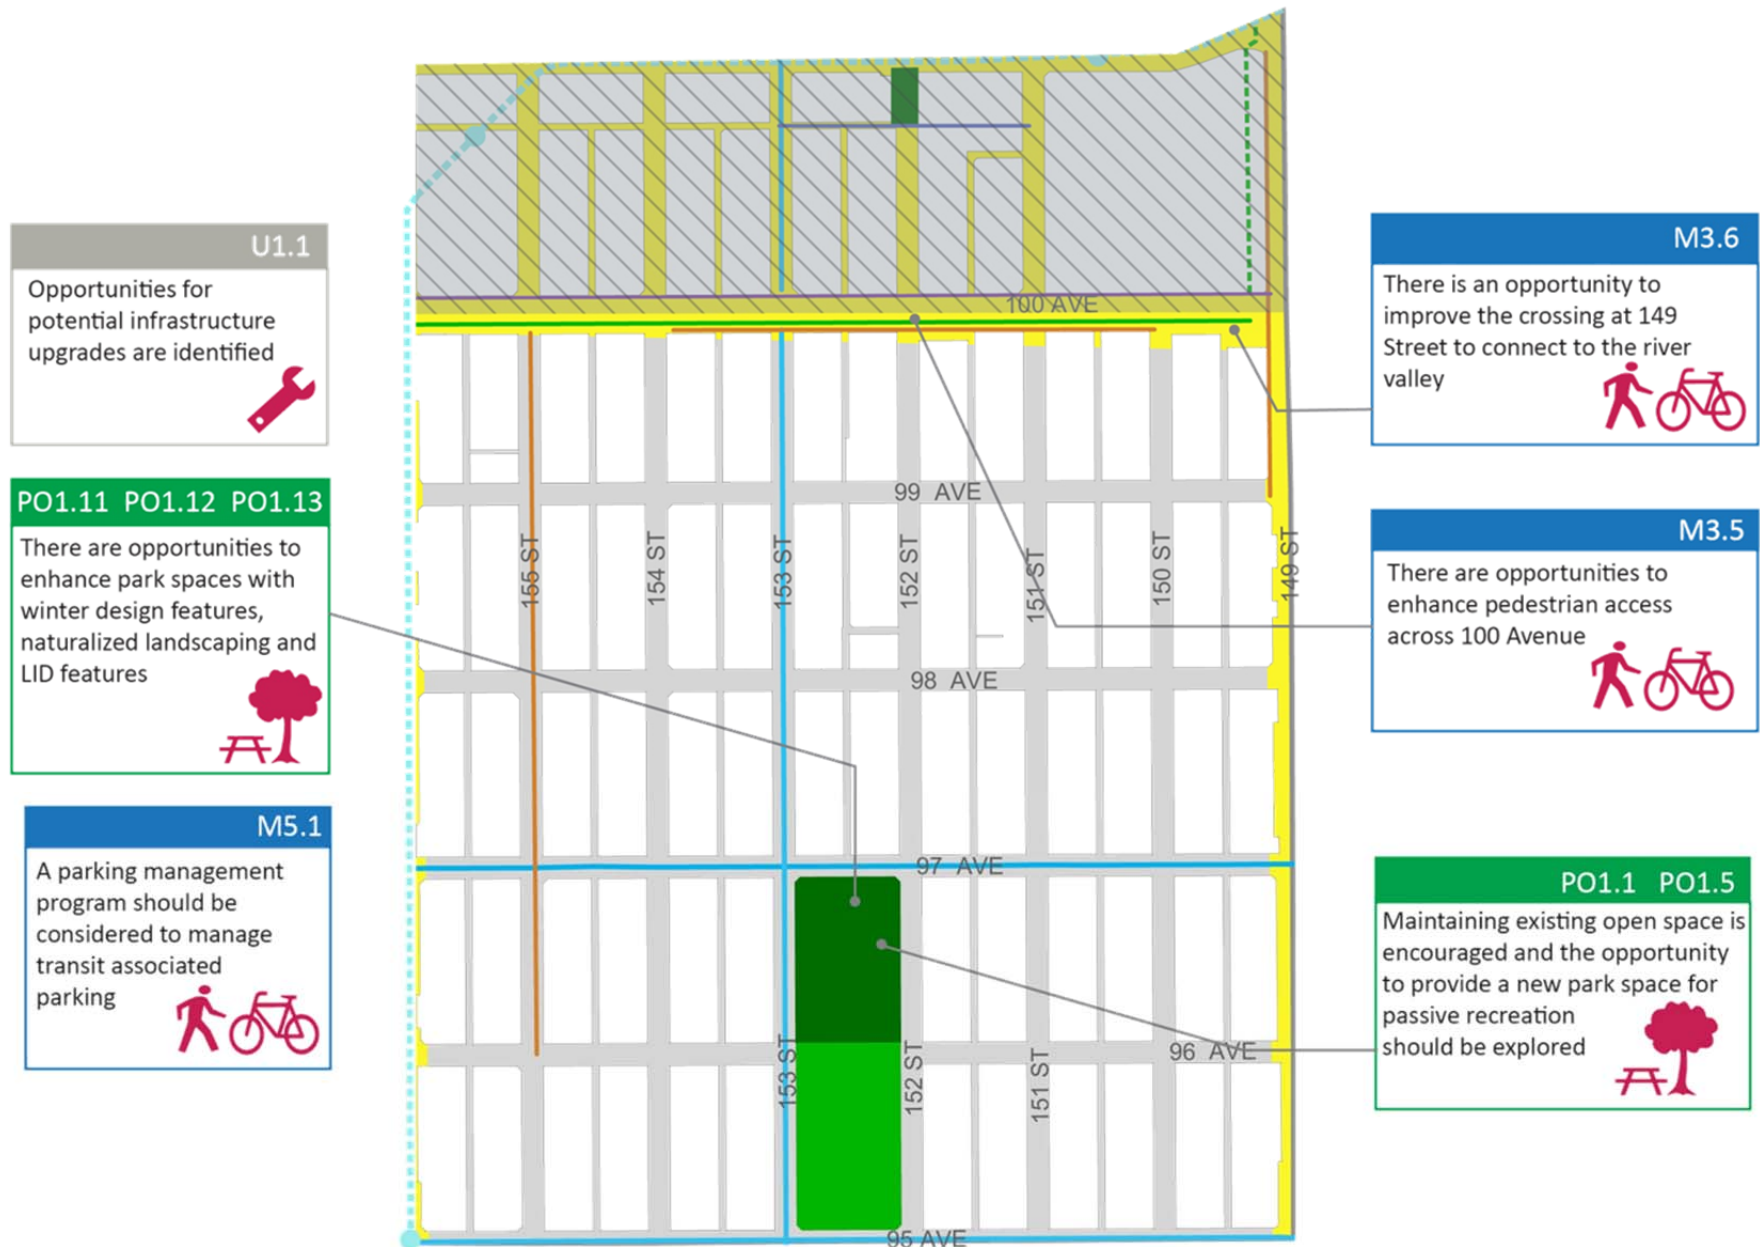 U1.1
Opportunities for
potential infrastructure
upgrades are identified
PO1.11 PO1.12 PO1.13
There are opportunities to
enhance park spaces with
winter design features,
naturalized landscaping and
LID features
M5.1
A parking management
program should be
considered to manage
transit associated
parking
100 AVE
99 AVE
155 ST
154 ST
153 ST
152 ST
151 ST
150 ST
149 ST
98 AVE
97 AVE
96 AVE
153 ST
152 ST
151 ST
95 AVE
M3.6
There is an opportunity to
improve the crossing at 149
Street to connect to the river
valley
M3.5
There are opportunities to
enhance pedestrian access
across 100 Avenue
PO1.1 PO1.5
Maintaining existing open space is
encouraged and the opportunity
to provide a new park space for
passive recreation
should be explored